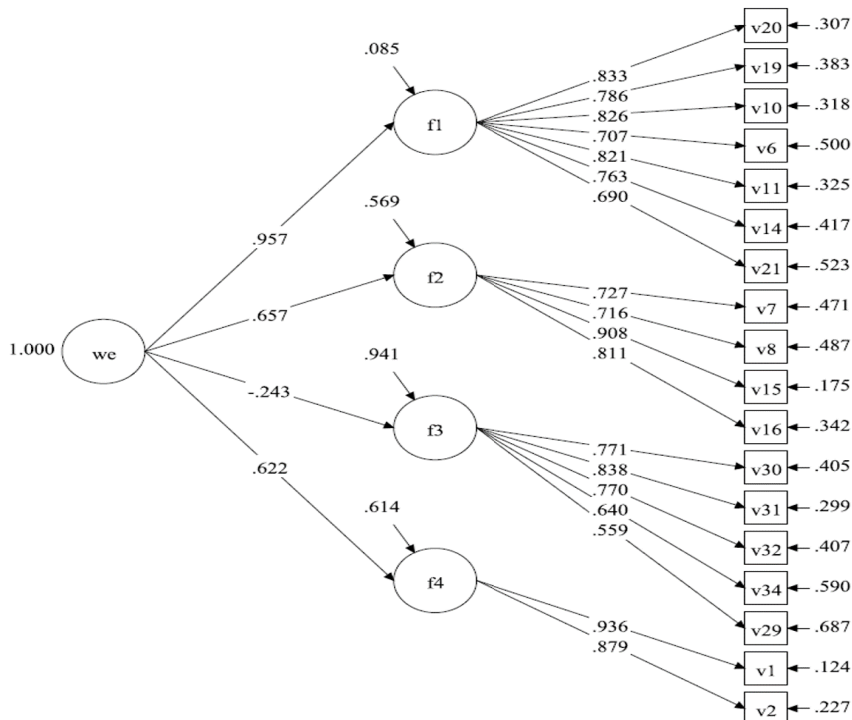 v20 .307
.085
v19 .383
.833
.786
v10 .318
.826
f1
.707
v6 .500
.821
.763
v11 .325
.690
.569
v14 .417
.957
v21 .523
f2
.727
v7 .471
.716
.657
.908
v8 .487
1.000 we
.811
.941
v15 .175
-.243
v16 .342
f3
.771
v30 .405
.838
.622
.770
.640
v31 .299
.614
.559
v32 .407
f4
v34 .590
.936
v29 .687
.879
v1 .124
v2 .227